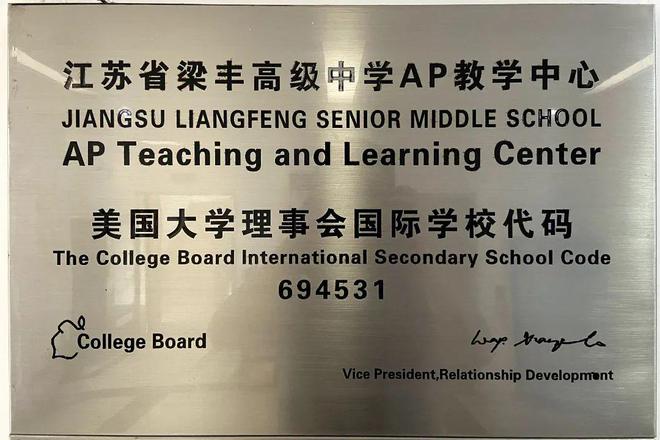 江苏省梁丰高级中学AP教学中心
JIANGSU LIANGFENG SENIOR MIDDLE SCHOOL
AP Teaching and Learning Center
美国大学理事会国际学校代码
The College Board International Secondary School Code
694531
College Board
Vice President,Relationship Development